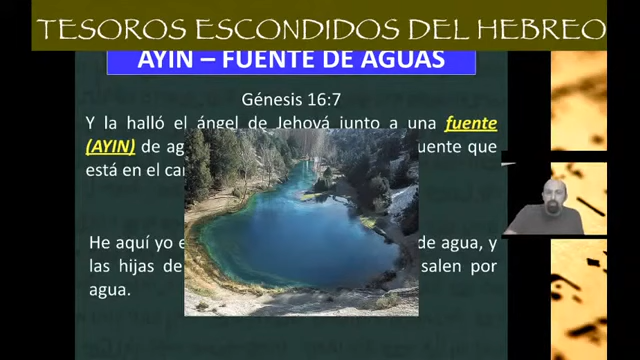 TESOROS ESCONDIDOS DEL HEBREO
AYIN – FUENTE DE AGUAS
Génesis 16:7
Y la halló el ángel de Jehová junto a una fuente
(AYIN) de uente que
está en el
He aquí yo de agua, y
las hijas de salen por
agua.